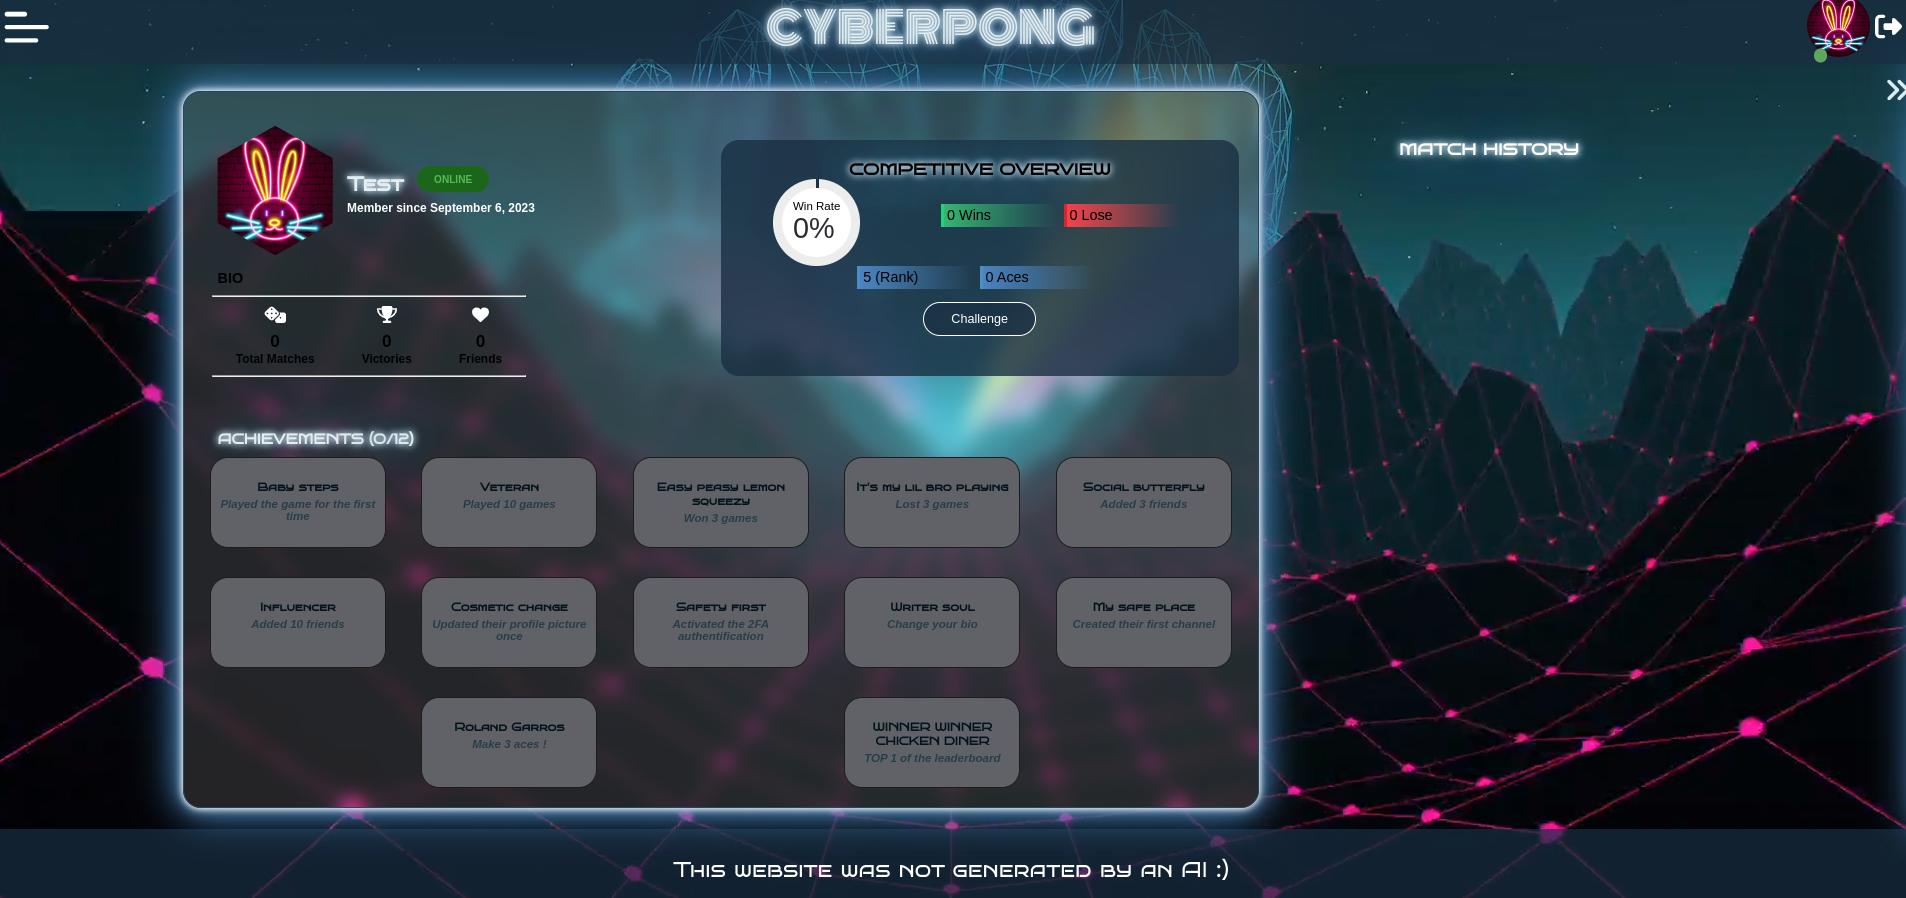 CYBERPONG
Test
ONLINE
Member since September 6, 2023
BIO
0
0
0
Total Matches
Victories
Friends
COMPETITIVE OVERVIEW
Win Rate
0%
0 Wins
0 Lose
5 (Rank)
0 Aces
Challenge
MATCH HISTORY
ACHIEVEMENTS (0/12)
Baby steps
Played the game for the first
time
Veteran
Played 10 games
Easy peasy lemon
squeezy
Won 3 games
It's my lil bro playing
Lost 3 games
Social butterfly
Added 3 friends
Influencer
Added 10 friends
Cosmetic change
Updated their profile picture
once
Safety first
Activated the 2FA
authentification
Writer soul
Change your bio
My safe place
Created their first channel
Roland Garros
Make 3 aces !
WINNER WINNER
CHICKEN DINER
TOP 1 of the leaderboard
This website was not generated by an AI :)